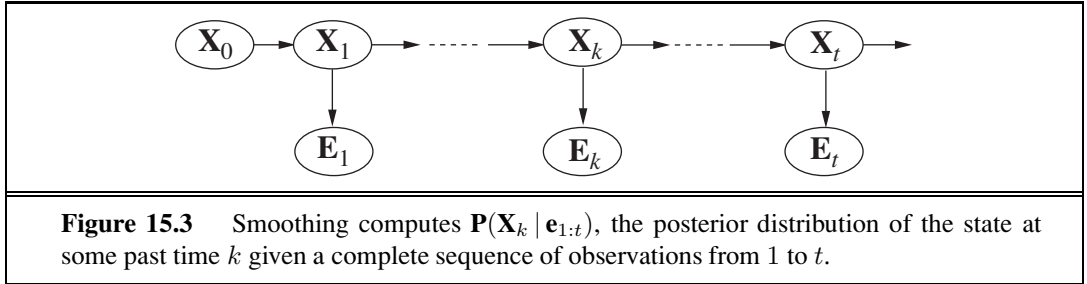 X₀ X₁ Xₖ Xₜ
E₁ Eₖ Eₜ
Figure 15.3 Smoothing computes P(Xₖ | e₁:ₜ), the posterior distribution of the state at
some past time k given a complete sequence of observations from 1 to t.